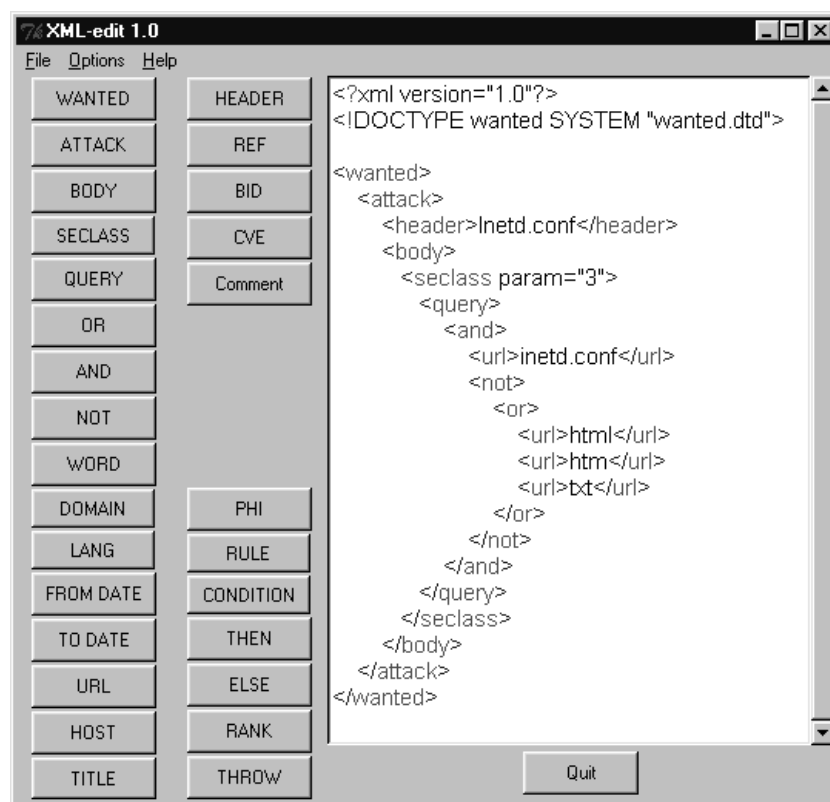 XML-edit 1.0
File Options Help
WANTED
ATTACK
BODY
SECLASS
QUERY
OR
AND
NOT
WORD
DOMAIN
LANG
FROM DATE
TO DATE
URL
HOST
TITLE
HEADER
REF
BID
CVE
Comment
PHI
RULE
CONDITION
THEN
ELSE
RANK
THROW
<?xml version="1.0"?>
<!DOCTYPE wanted SYSTEM "wanted.dtd">
<wanted>
<attack>
<header>Inetd.conf</header>
<body>
<seclass param="3">
<query>
<and>
<url>inetd.conf</url>
<not>
<or>
<url>html</url>
<url>htm</url>
<url>txt</url>
</or>
</not>
</and>
</query>
</seclass>
</body>
</attack>
</wanted>
Quit